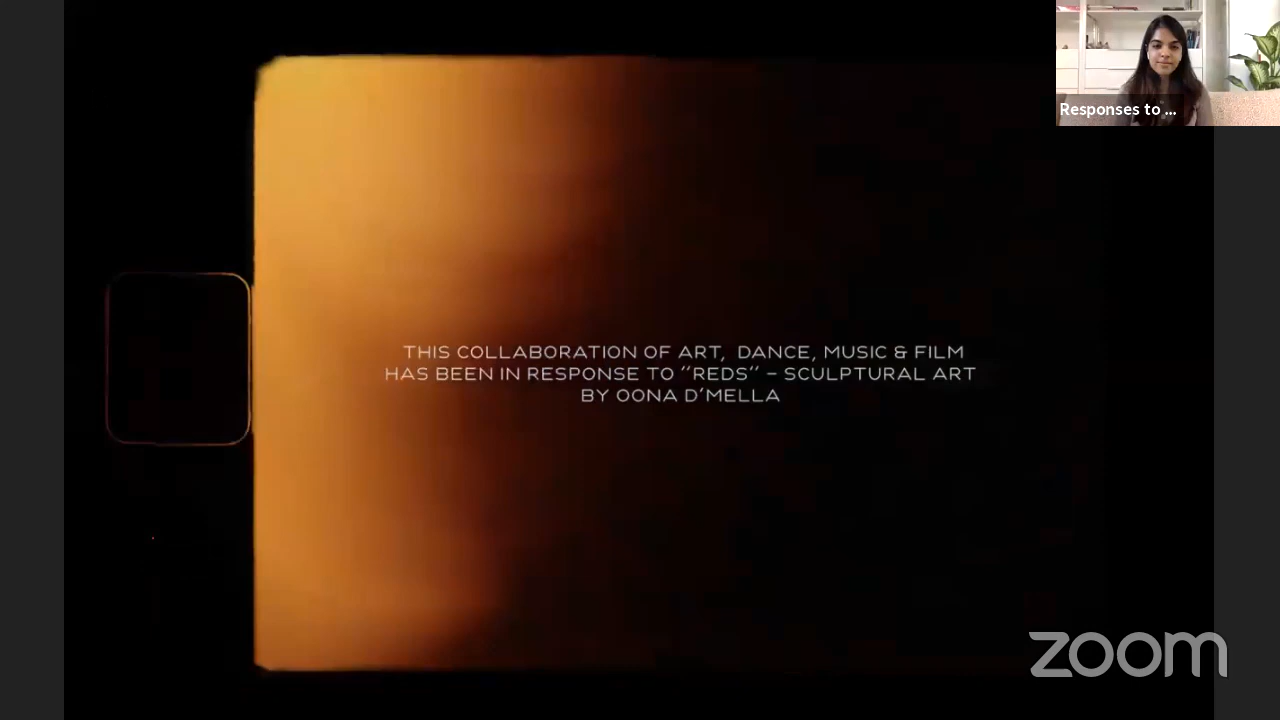 Responses to ...
THIS COLLABORATION OF ART, DANCE, MUSIC & FILM
HAS BEEN IN RESPONSE TO "REDS" – SCULPTURAL ART
BY OONA D'MELLA
zoom